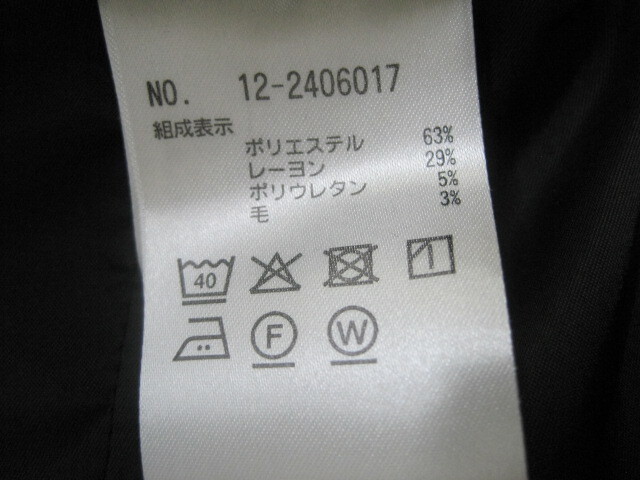 NO. 12-2406017
組成表示
ポリエステル 63%
レーヨン 29%
ポリウレタン 5%
毛 3%
40
F W